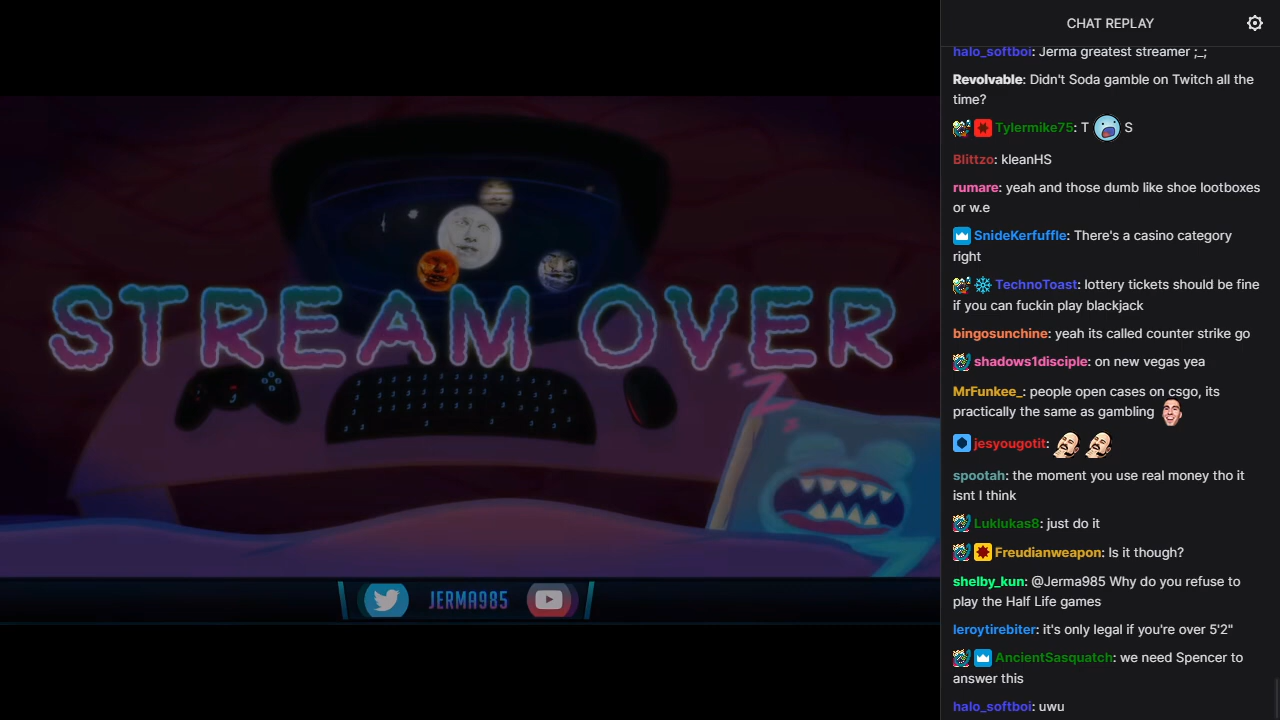 STREAM OVER
Z
JERMA985
CHAT REPLAY
halo_softboi: Jerma greatest streamer ;_;
Revolvable: Didn't Soda gamble on Twitch all the
time?
Tylermike75: T S
Blittzo: kleanHS
rumare: yeah and those dumb like shoe lootboxes
or w.e
SnideKerfuffle: There's a casino category
right
TechnoToast: lottery tickets should be fine
if you can fuckin play blackjack
bingosunchine: yeah its called counter strike go
shadows1disciple: on new vegas yea
MrFunkee_: people open cases on csgo, its
practically the same as gambling
jesyougotit:
spootah: the moment you use real money tho it
isnt I think
Luklukas8: just do it
Freudianweapon: Is it though?
shelby_kun: @Jerma985 Why do you refuse to
play the Half Life games
leroytirebiter: it's only legal if you're over 5'2"
AncientSasquatch: we need Spencer to
answer this
halo_softboi: uwu